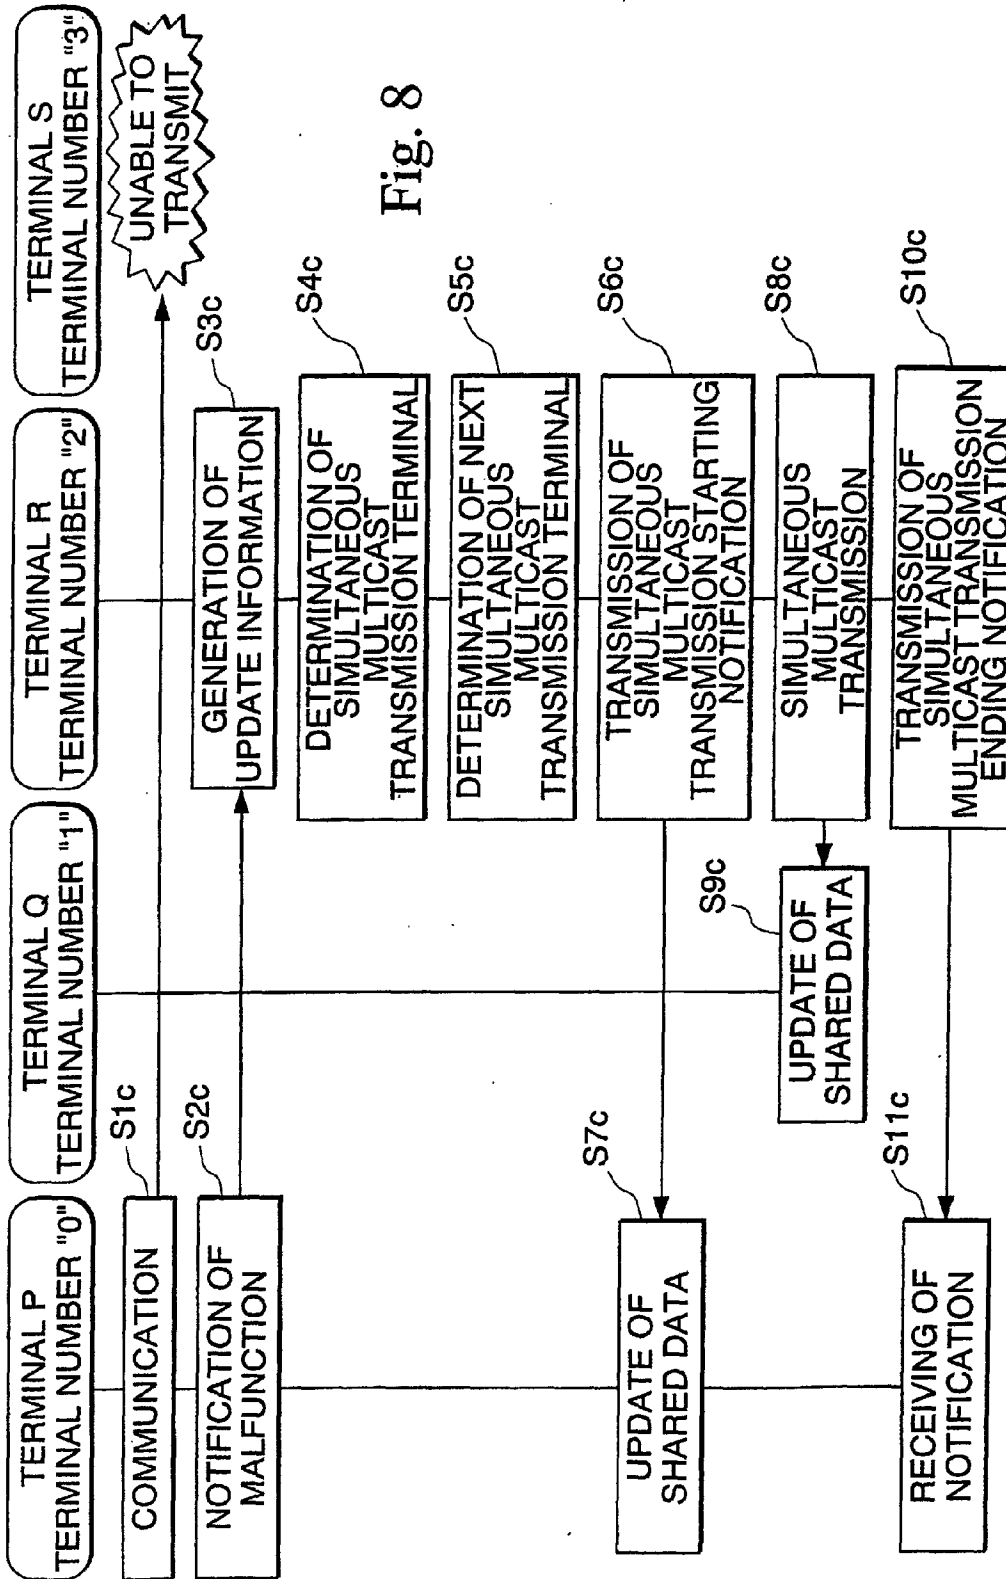 TERMINAL P
TERMINAL NUMBER "0"
TERMINAL Q
TERMINAL NUMBER "1"
TERMINAL R
TERMINAL NUMBER "2"
TERMINAL S
TERMINAL NUMBER "3"
COMMUNICATION
S1c
UNABLE TO
TRANSMIT
NOTIFICATION OF
MALFUNCTION
S2c
GENERATION OF
UPDATE INFORMATION
S3c
DETERMINATION OF
SIMULTANEOUS
MULTICAST
TRANSMISSION TERMINAL
S4c
DETERMINATION OF NEXT
SIMULTANEOUS
MULTICAST
TRANSMISSION TERMINAL
S5c
TRANSMISSION OF
SIMULTANEOUS
MULTICAST
TRANSMISSION STARTING
NOTIFICATION
S6c
UPDATE OF
SHARED DATA
S7c
SIMULTANEOUS
MULTICAST
TRANSMISSION
S8c
UPDATE OF
SHARED DATA
S9c
TRANSMISSION OF
SIMULTANEOUS
MULTICAST TRANSMISSION
ENDING NOTIFICATION
S10c
RECEIVING OF
NOTIFICATION
S11c
Fig. 8